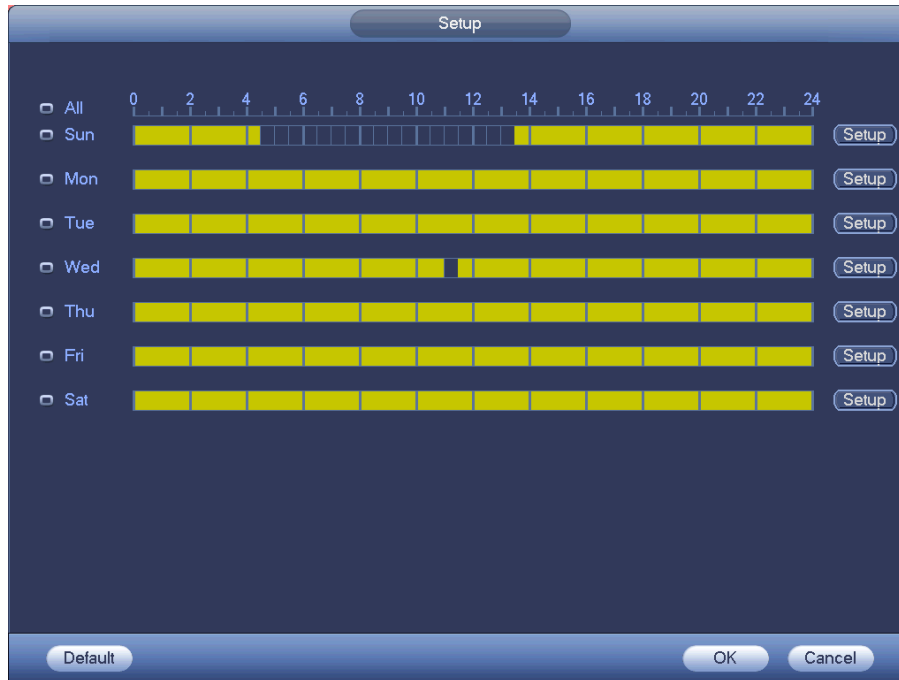 Setup
0 2 4 6 8 10 12 14 16 18 20 22 24
All
Sun Setup
Mon Setup
Tue Setup
Wed Setup
Thu Setup
Fri Setup
Sat Setup
Default OK Cancel